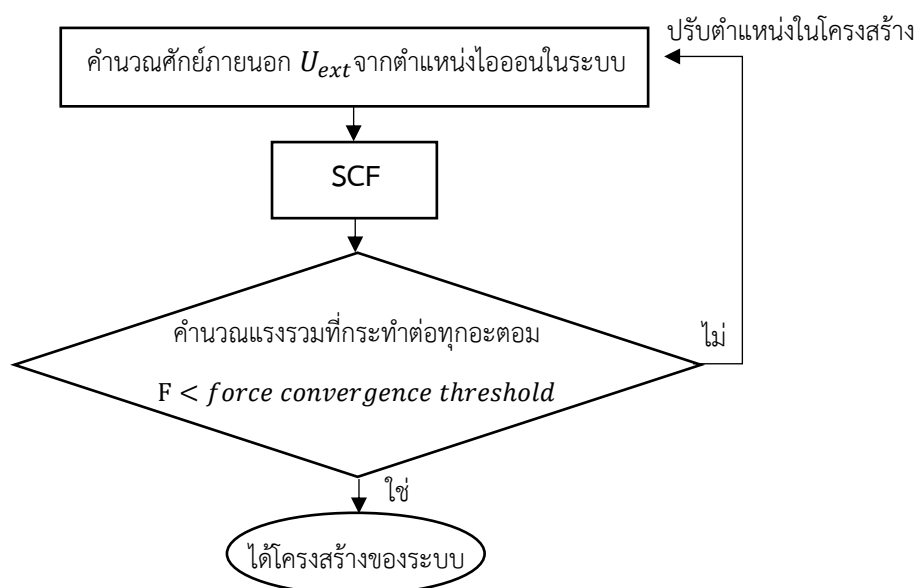 ปรับตำแหน่งในโครงสร้าง
คำนวณศักย์ภายนอก U_ext จากตำแหน่งไอออนในระบบ
SCF
คำนวณแรงรวมที่กระทำต่อทุกอะตอม
F < force convergence threshold
ไม่
ใช่
ได้โครงสร้างของระบบ